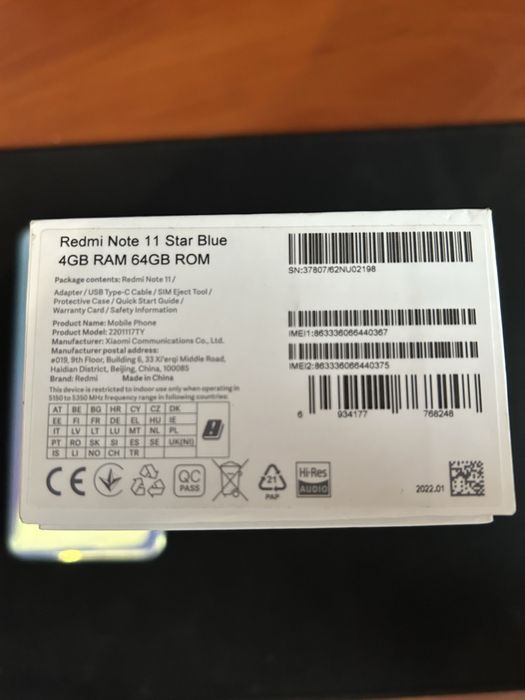 Redmi Note 11 Star Blue
4GB RAM 64GB ROM
Package contents: Redmi Note 11 /
Adapter / USB Type-C Cable / SIM Eject Tool /
Protective Case / Quick Start Guide /
Warranty Card / Safety Information
Product Name: Mobile Phone
Product Model: 2201117TY
Manufacturer: Xiaomi Communications Co., Ltd.
Manufacturer postal address:
#019, 9th Floor, Building 6, 33 Xi'erqi Middle Road,
Haidian District, Beijing, China, 100085
Brand: Redmi Made in China
This device is restricted to indoor use only when operating in
5150 to 5350 MHz frequency range in following countries:
AT BE BG HR CY CZ DK
EE FI FR DE EL HU IE
IT LV LT LU MT NL PL
PT RO SK SI ES SE UK(NI)
IS LI NO CH TR
CE
QC
PASS
21
PAP
Hi-Res
AUDIO
SN:37807/62NU02198
IMEI1:863336066440367
IMEI2:863336066440375
6 934177 768248
2022.01